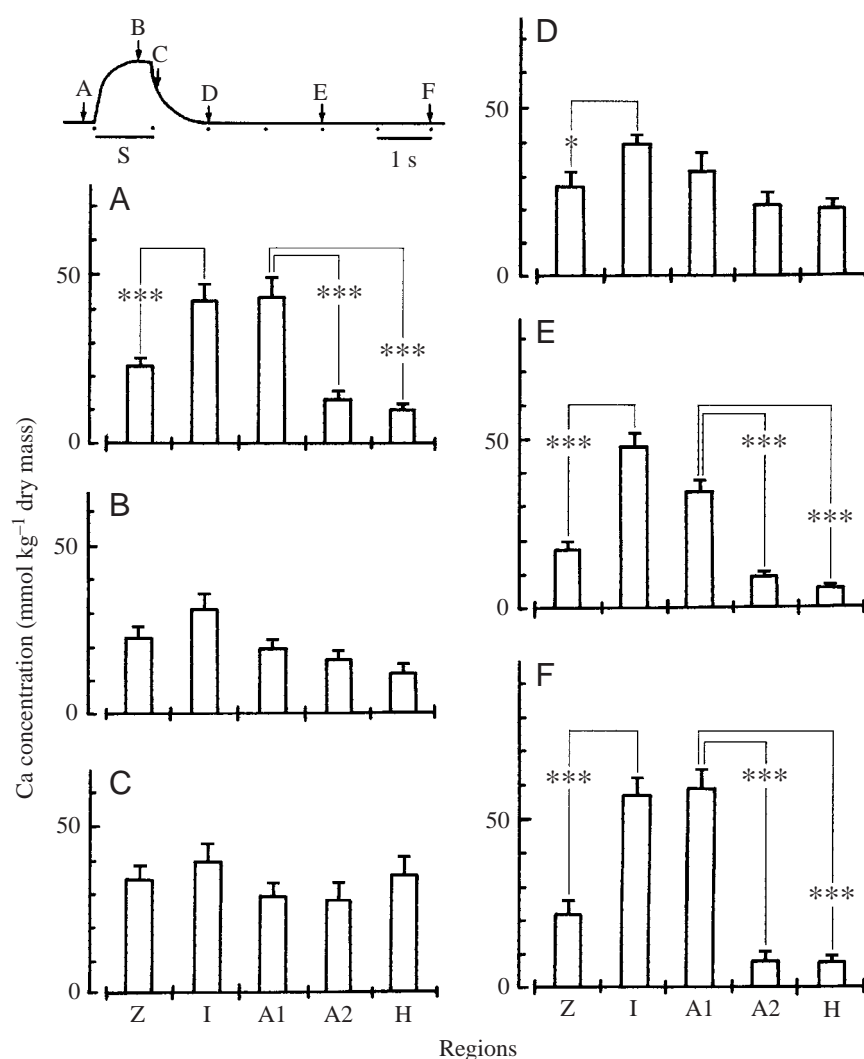 A
B
C
D
E
F
S
1 s
Ca concentration (mmol kg–1 dry mass)
A
50
0
***
***
***
B
50
0
C
50
0
Z I A1 A2 H
D
50
0
*
E
50
0
***
***
***
F
50
0
***
***
***
Z I A1 A2 H
Regions